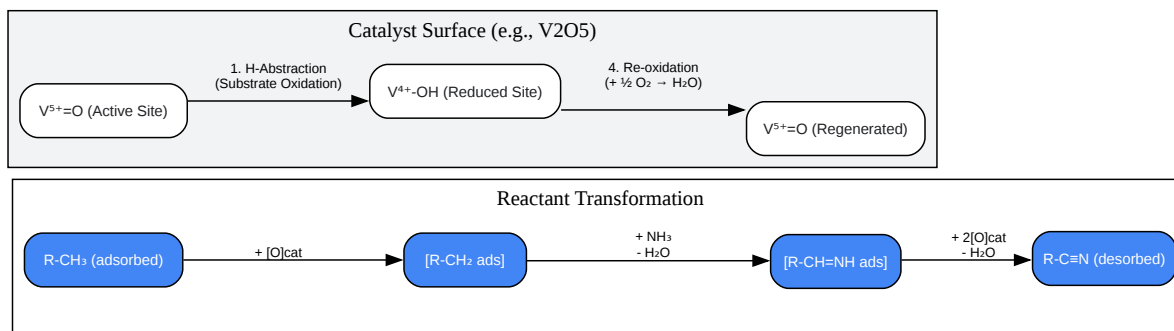 Catalyst Surface (e.g., V2O5)
1. H-Abstraction
(Substrate Oxidation)
4. Re-oxidation
(+ ½ O₂ → H₂O)
V⁵⁺=O (Active Site)
V⁴⁺-OH (Reduced Site)
V⁵⁺=O (Regenerated)
Reactant Transformation
R-CH₃ (adsorbed)
+ [O]cat
[R-CH₂ ads]
+ NH₃
- H₂O
[R-CH=NH ads]
+ 2[O]cat
- H₂O
R-C≡N (desorbed)